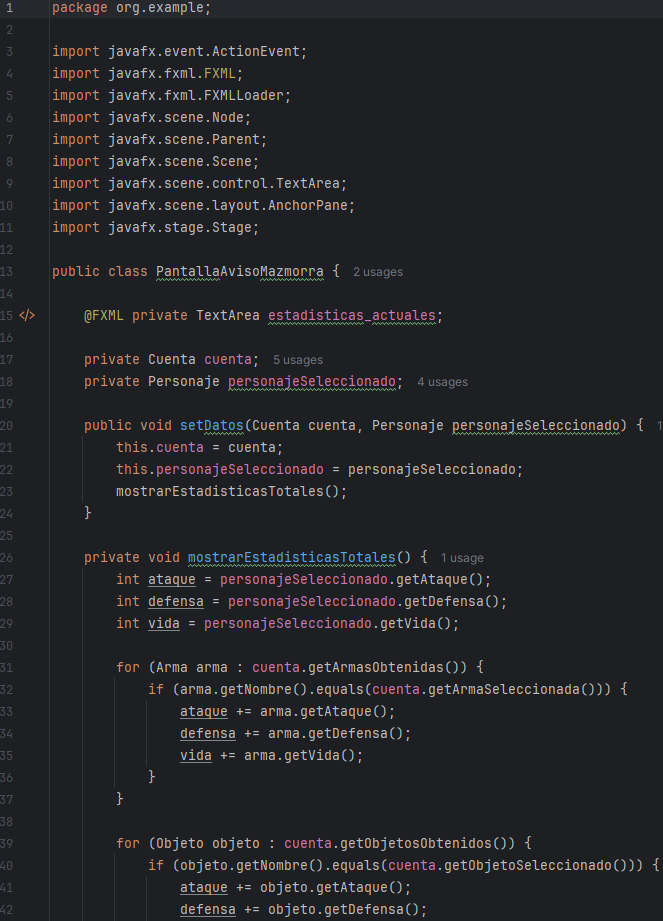 1 package org.example;
2
3 import javafx.event.ActionEvent;
4 import javafx.fxml.FXML;
5 import javafx.fxml.FXMLLoader;
6 import javafx.scene.Node;
7 import javafx.scene.Parent;
8 import javafx.scene.Scene;
9 import javafx.scene.control.TextArea;
10 import javafx.scene.layout.AnchorPane;
11 import javafx.stage.Stage;
12
13 public class PantallaAvisoMazmorra { 2 usages
14
15 </> @FXML private TextArea estadisticas_actuales;
16
17 private Cuenta cuenta; 5 usages
18 private Personaje personajeSeleccionado; 4 usages
19
20 public void setDatos(Cuenta cuenta, Personaje personajeSeleccionado) { 1
21 this.cuenta = cuenta;
22 this.personajeSeleccionado = personajeSeleccionado;
23 mostrarEstadisticasTotales();
24 }
25
26 private void mostrarEstadisticasTotales() { 1 usage
27 int ataque = personajeSeleccionado.getAtaque();
28 int defensa = personajeSeleccionado.getDefensa();
29 int vida = personajeSeleccionado.getVida();
30
31 for (Arma arma : cuenta.getArmasObtenidas()) {
32 if (arma.getNombre().equals(cuenta.getArmaSeleccionada())) {
33 ataque += arma.getAtaque();
34 defensa += arma.getDefensa();
35 vida += arma.getVida();
36 }
37 }
38
39 for (Objeto objeto : cuenta.getObjetosObtenidos()) {
40 if (objeto.getNombre().equals(cuenta.getObjetoSeleccionado())) {
41 ataque += objeto.getAtaque();
42 defensa += objeto.getDefensa();